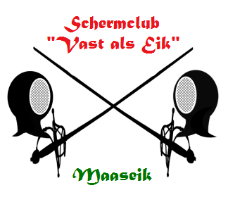 Schermclub
"Vast als Eik"
Maaseik